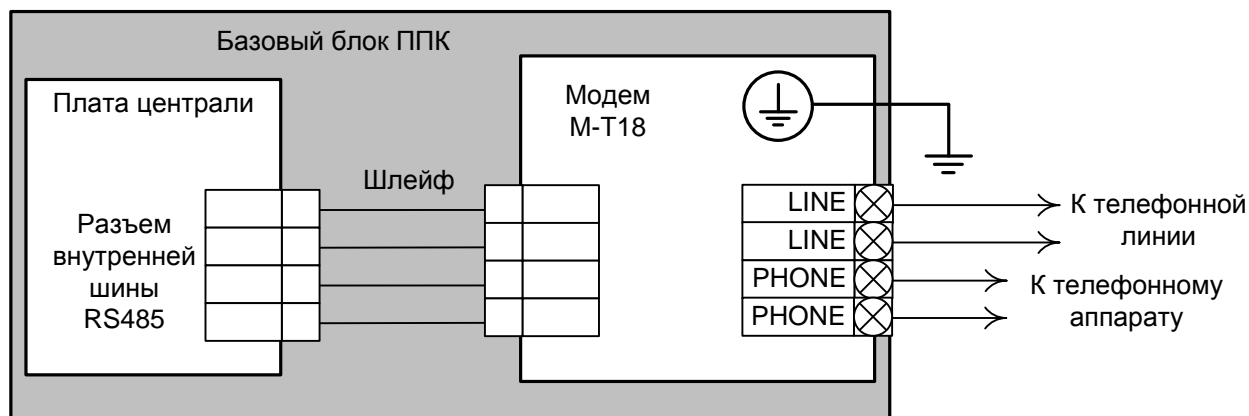 Базовый блок ППК
Плата централи
Модем
М-Т18
Шлейф
Разъем
внутренней
шины
RS485
LINE
LINE
PHONE
PHONE
К телефонной
линии
К телефонному
аппарату